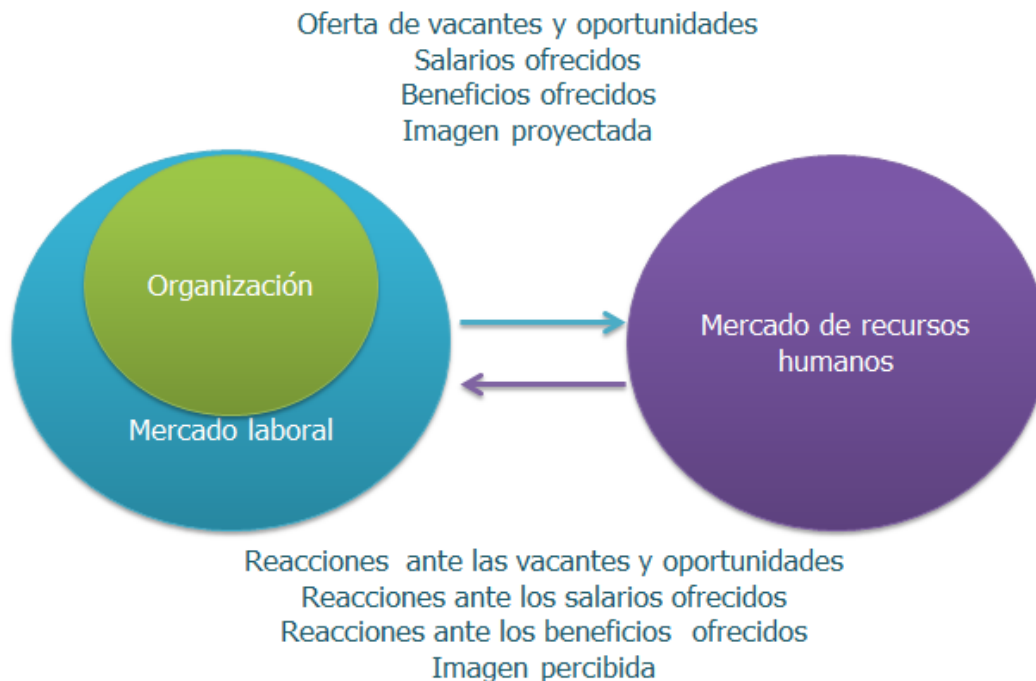 Oferta de vacantes y oportunidades
Salarios ofrecidos
Beneficios ofrecidos
Imagen proyectada
Organización
Mercado laboral
Mercado de recursos
humanos
Reacciones ante las vacantes y oportunidades
Reacciones ante los salarios ofrecidos
Reacciones ante los beneficios ofrecidos
Imagen percibida